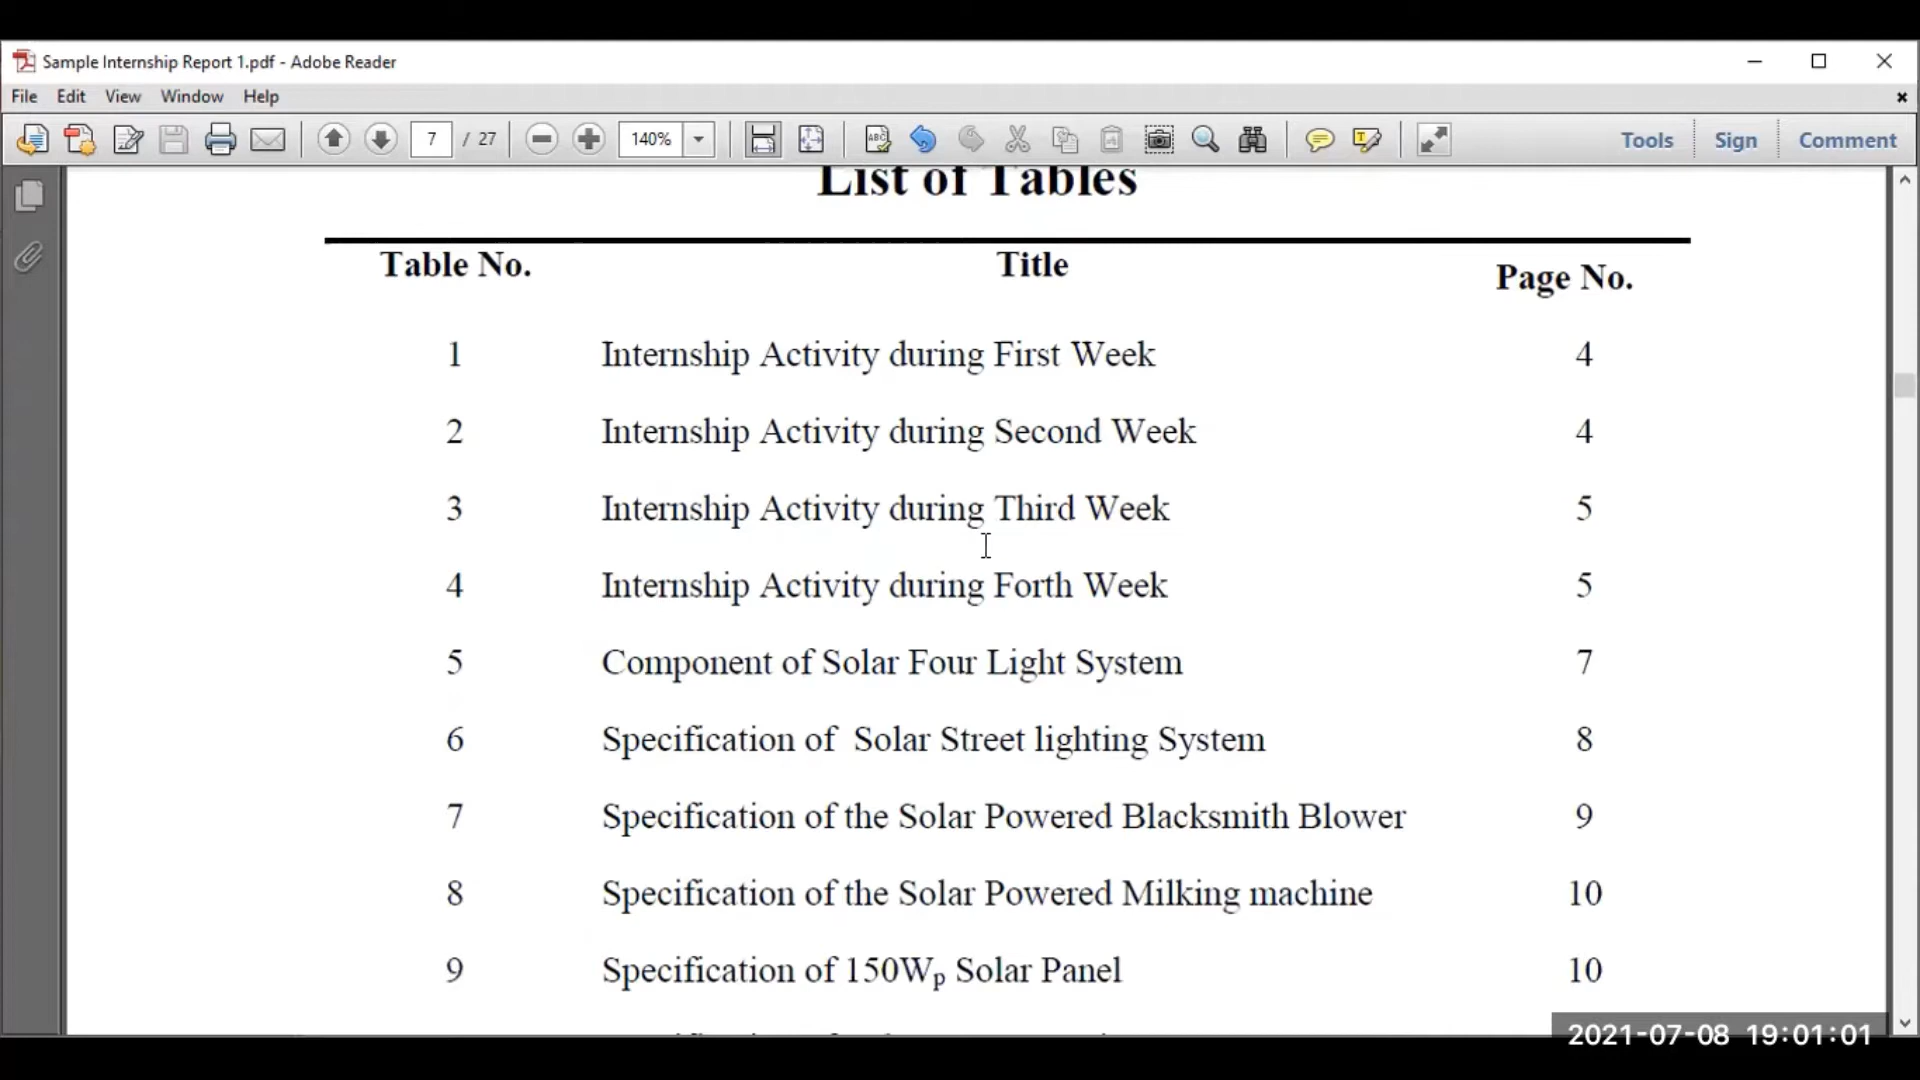 Sample Internship Report 1.pdf - Adobe Reader
File Edit View Window Help
7 / 27 140% Tools Sign Comment
List of Tables
Table No. Title Page No.
1 Internship Activity during First Week 4
2 Internship Activity during Second Week 4
3 Internship Activity during Third Week 5
4 Internship Activity during Forth Week 5
5 Component of Solar Four Light System 7
6 Specification of Solar Street lighting System 8
7 Specification of the Solar Powered Blacksmith Blower 9
8 Specification of the Solar Powered Milking machine 10
9 Specification of 150Wp Solar Panel 10
2021-07-08 19:01:01